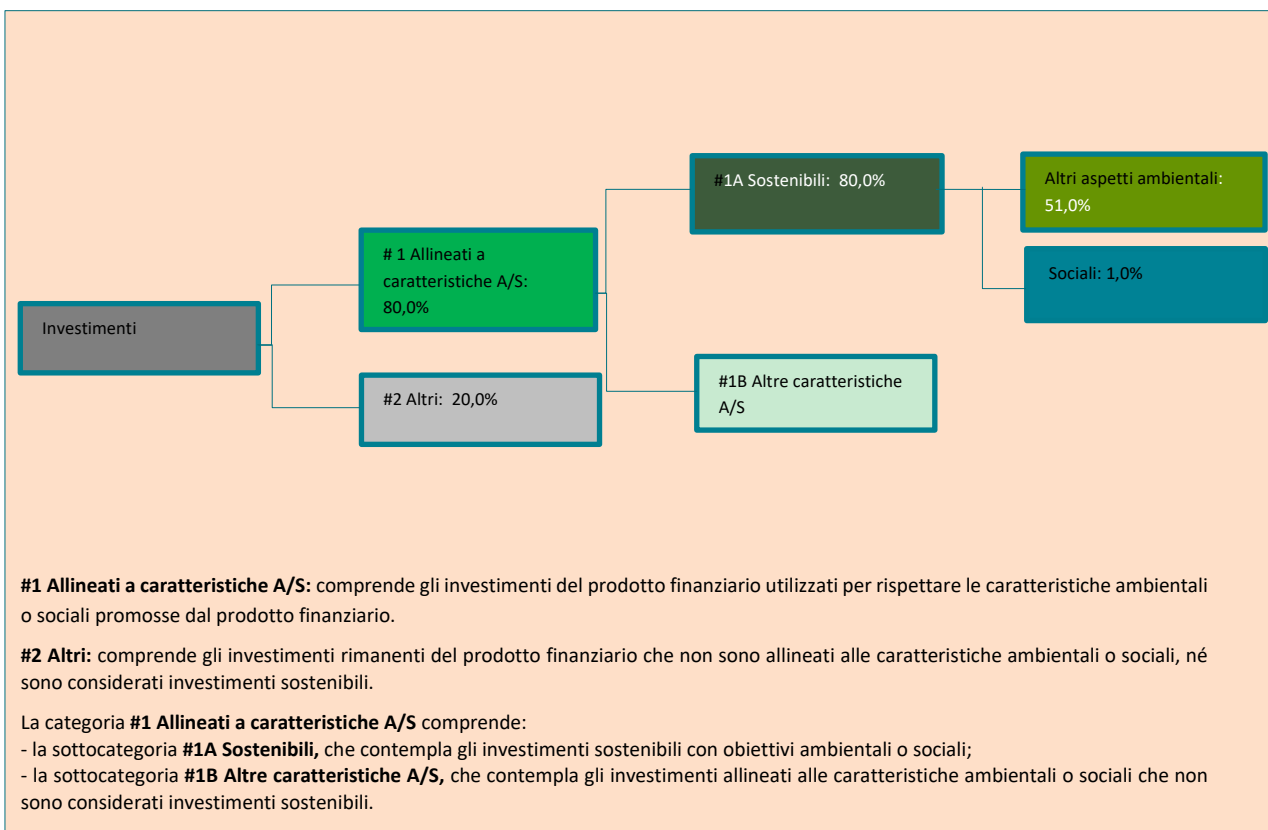 Investimenti
# 1 Allineati a
caratteristiche A/S:
80,0%
#2 Altri: 20,0%
#1A Sostenibili: 80,0%
#1B Altre caratteristiche
A/S
Altri aspetti ambientali:
51,0%
Sociali: 1,0%
#1 Allineati a caratteristiche A/S: comprende gli investimenti del prodotto finanziario utilizzati per rispettare le caratteristiche ambientali
o sociali promosse dal prodotto finanziario.
#2 Altri: comprende gli investimenti rimanenti del prodotto finanziario che non sono allineati alle caratteristiche ambientali o sociali, né
sono considerati investimenti sostenibili.
La categoria #1 Allineati a caratteristiche A/S comprende:
- la sottocategoria #1A Sostenibili, che contempla gli investimenti sostenibili con obiettivi ambientali o sociali;
- la sottocategoria #1B Altre caratteristiche A/S, che contempla gli investimenti allineati alle caratteristiche ambientali o sociali che non
sono considerati investimenti sostenibili.